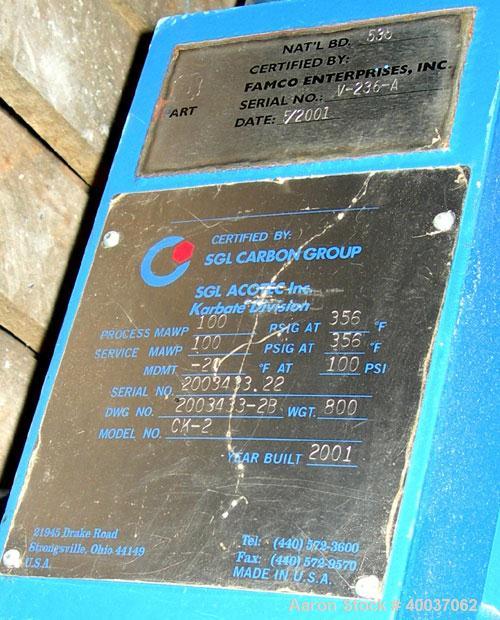 NAT'L BD. 536
CERTIFIED BY:
FAMCO ENTERPRISES, INC.
ART SERIAL NO.: V-236-A
DATE: 5/2001
CERTIFIED BY:
SGL CARBON GROUP
SGL ACOTEC Inc.
Karbate Division
PROCESS MAWP 100 PSIG AT 356 °F
SERVICE MAWP 100 PSIG AT 356 °F
MDMT -20 °F AT 100 PSI
SERIAL NO. 2003433.22
DWG NO. 2003433-2B WGT. 800
MODEL NO. CK-2
YEAR BUILT 2001
21945 Drake Road
Strongsville, Ohio 44149
U.S.A.
Tel: (440) 572-3600
Fax: (440) 572-9570
MADE IN U.S.A.
Aaron Stock # 40037062